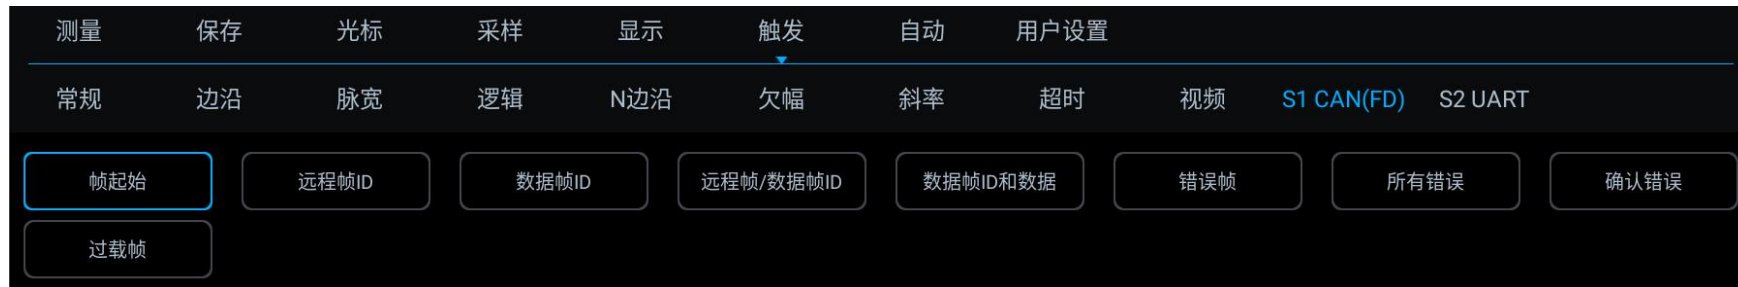 测量 保存 光标 采样 显示 触发 自动 用户设置
常规 边沿 脉宽 逻辑 N边沿 欠幅 斜率 超时 视频 S1 CAN(FD) S2 UART
帧起始 远程帧ID 数据帧ID 远程帧/数据帧ID 数据帧ID和数据 错误帧 所有错误 确认错误
过载帧